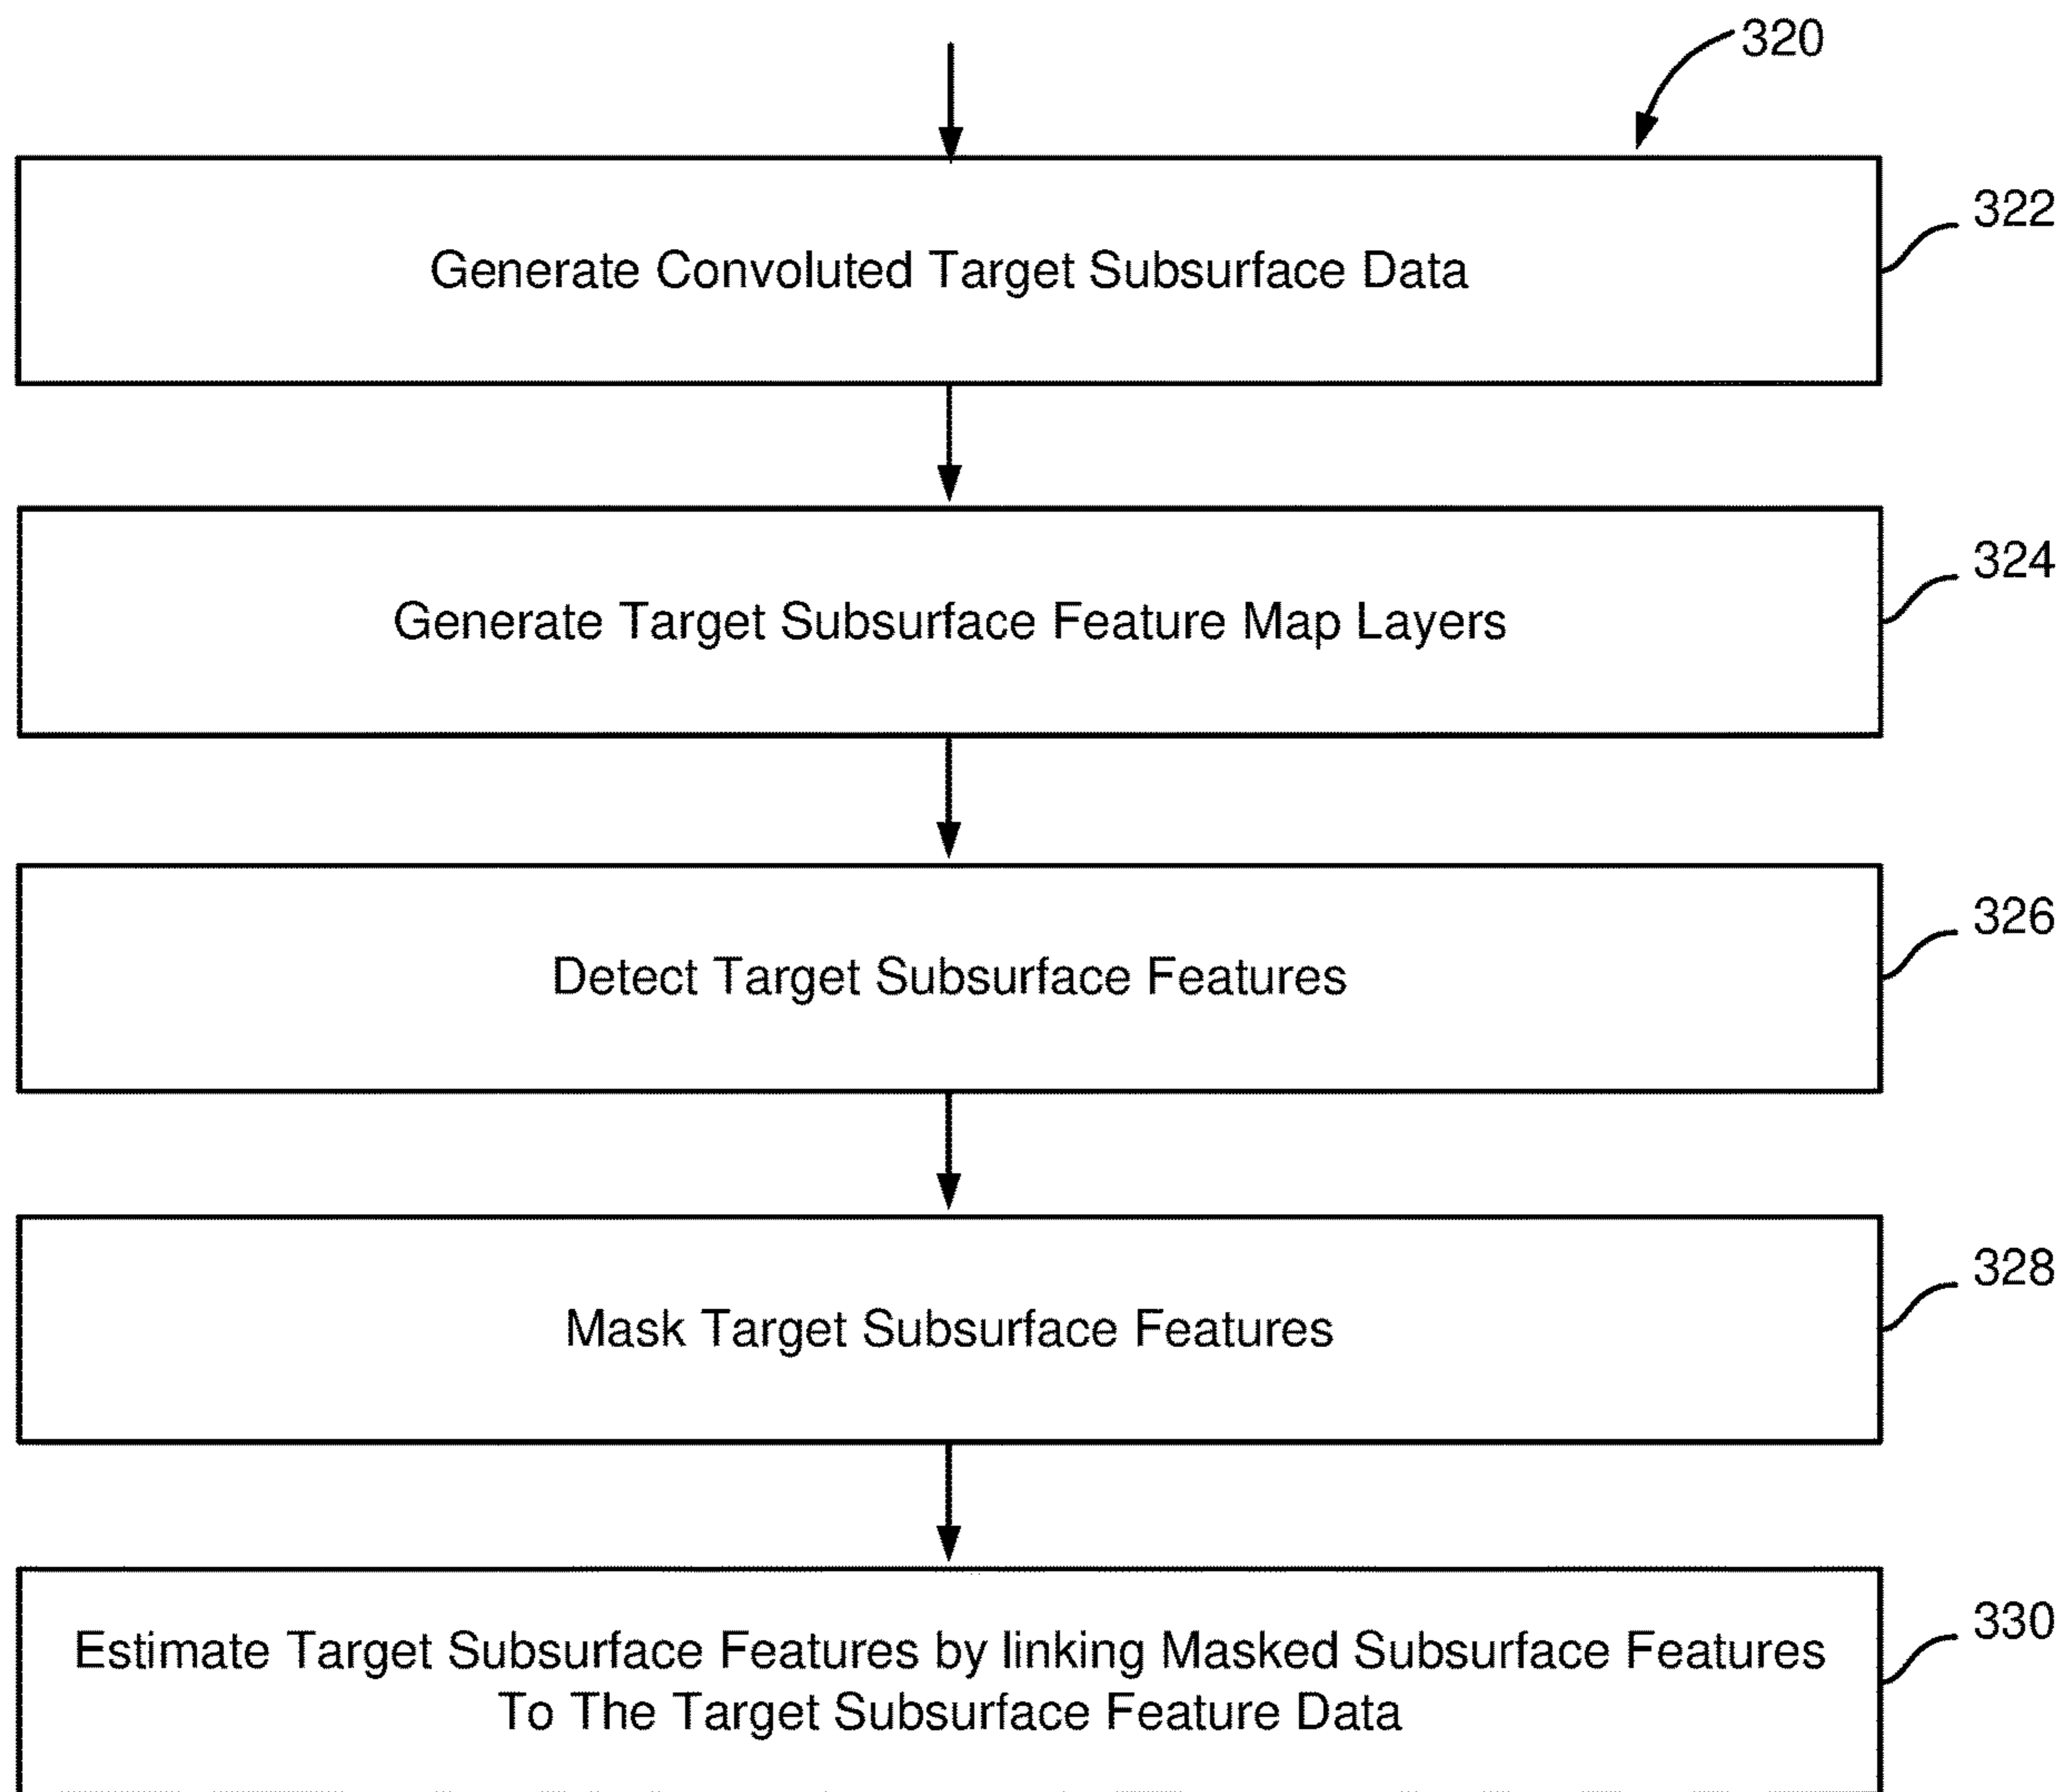 320
Generate Convoluted Target Subsurface Data
322
Generate Target Subsurface Feature Map Layers
324
Detect Target Subsurface Features
326
Mask Target Subsurface Features
328
Estimate Target Subsurface Features by linking Masked Subsurface Features
To The Target Subsurface Feature Data
330